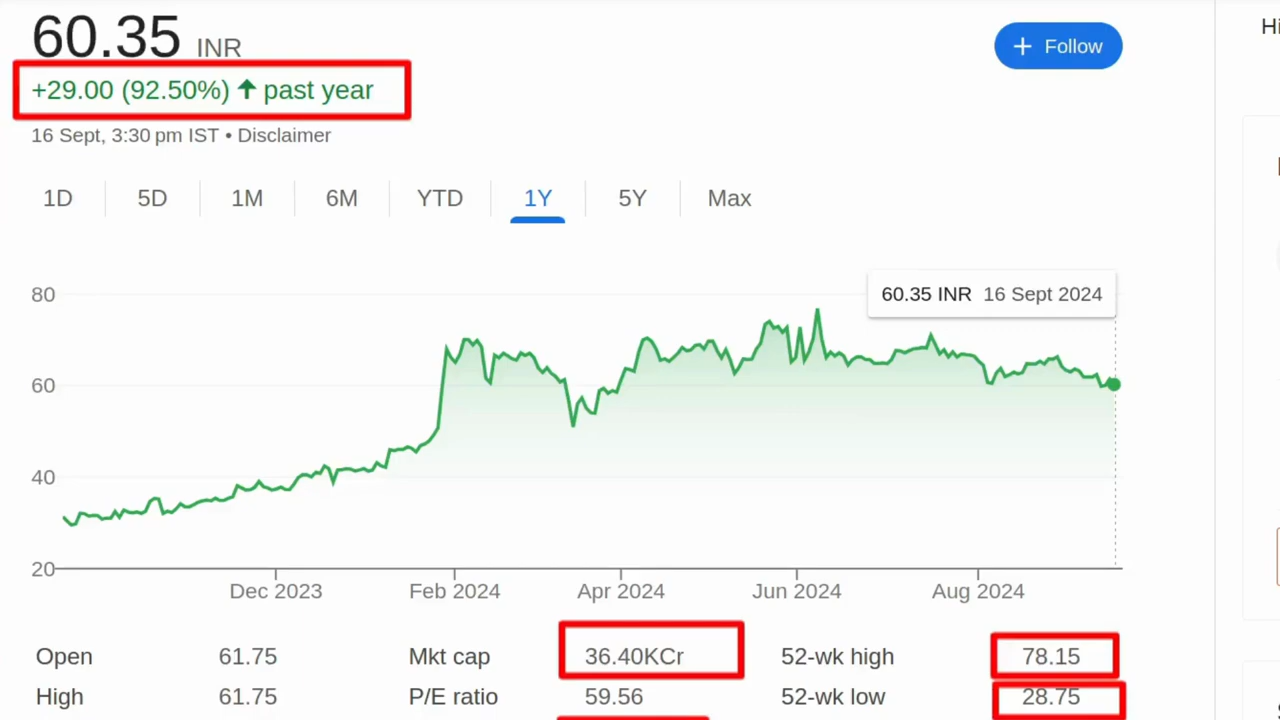 60.35 INR
+ Follow
+29.00 (92.50%) ↑ past year
16 Sept, 3:30 pm IST • Disclaimer
1D 5D 1M 6M YTD 1Y 5Y Max
60.35 INR 16 Sept 2024
80
60
40
20
Dec 2023 Feb 2024 Apr 2024 Jun 2024 Aug 2024
Open 61.75 Mkt cap 36.40KCr 52-wk high 78.15
High 61.75 P/E ratio 59.56 52-wk low 28.75